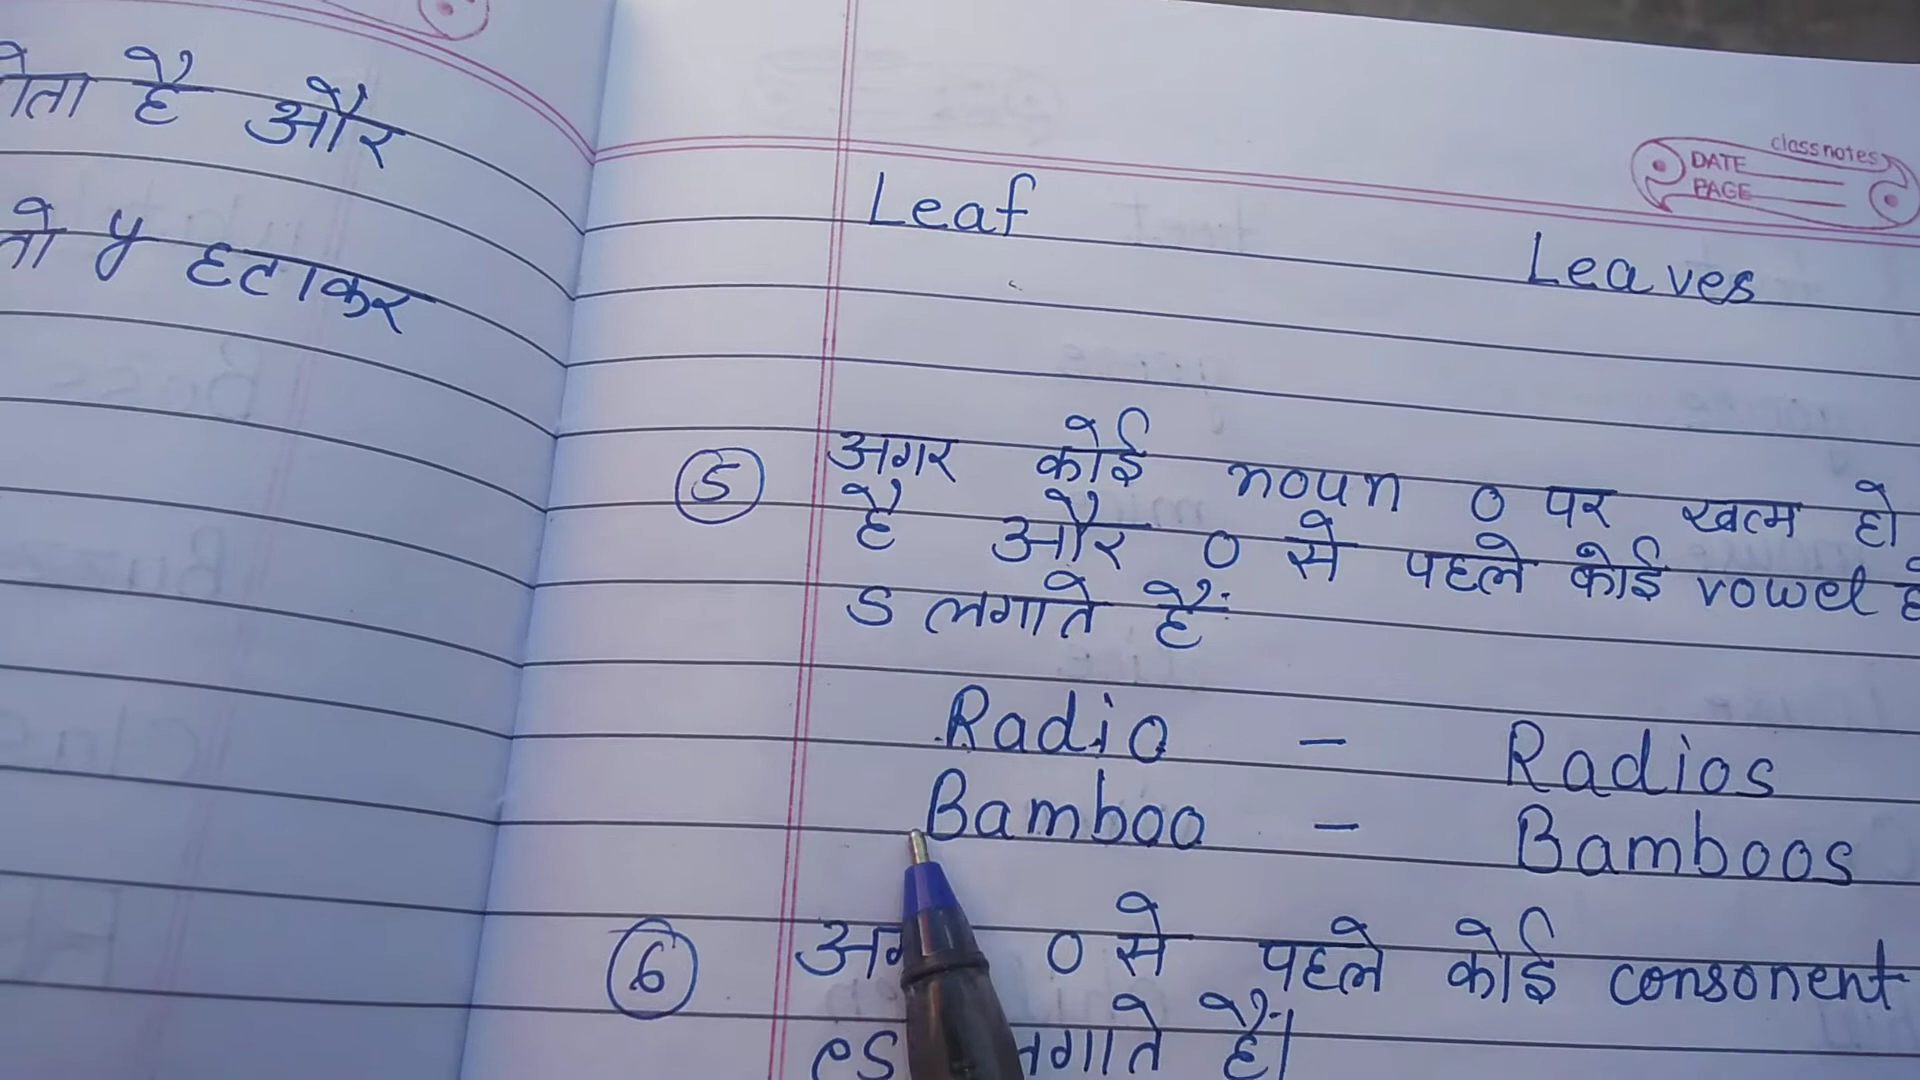 है और
y हटाकर
classnotes
DATE
PAGE
Leaf Leaves
5 अगर कोई noun o पर खत्म हो
है और o से पहले कोई vowel
s लगाते हैं
Radio - Radios
Bamboo - Bamboos
6 o से पहले कोई consonent
es हैं।